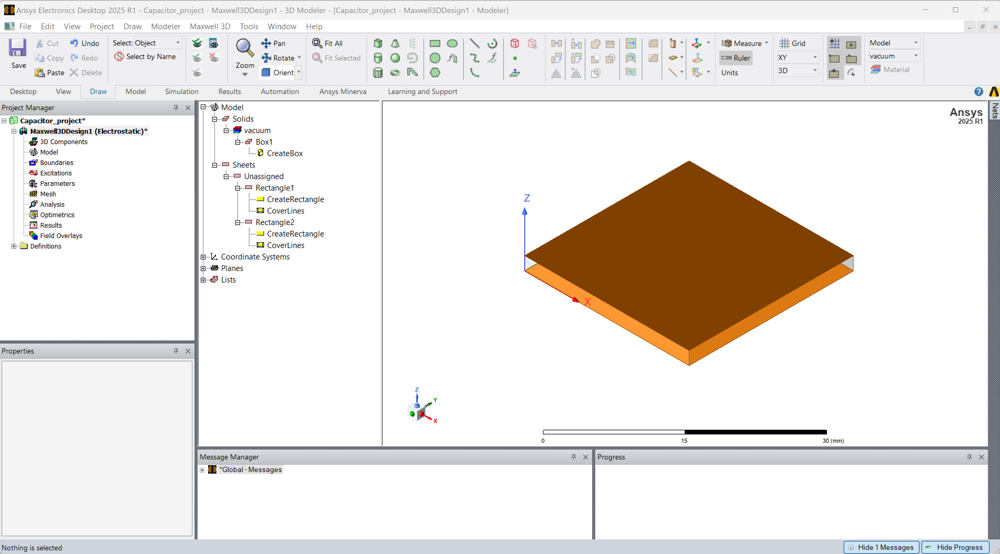 Ansys Electronics Desktop 2025 R1 - Capacitor_project - Maxwell3DDesign1 - 3D Modeler - [Capacitor_project - Maxwell3DDesign1 - Modeler]
File Edit View Project Draw Modeler Maxwell 3D Tools Window Help
Save
Cut
Copy
Paste
Undo
Redo
Delete
Select: Object
Select by Name
Zoom
Pan
Rotate
Orient
Fit All
Fit Selected
Measure
Ruler
Units
Grid
XY
3D
Model
vacuum
Material
Desktop View Draw Model Simulation Results Automation Ansys Minerva Learning and Support
Project Manager
Capacitor_project*
Maxwell3DDesign1 (Electrostatic)*
3D Components
Model
Boundaries
Excitations
Parameters
Mesh
Analysis
Optimetrics
Results
Field Overlays
Definitions
Properties
Model
Solids
vacuum
Box1
CreateBox
Sheets
Unassigned
Rectangle1
CreateRectangle
CoverLines
Rectangle2
CreateRectangle
CoverLines
Coordinate Systems
Planes
Lists
Ansys
2025 R1
Nets
Z
X
Z
Y
X
0 15 30 (mm)
Message Manager
*Global - Messages
Progress
Nothing is selected
Hide 1 Messages
Hide Progress